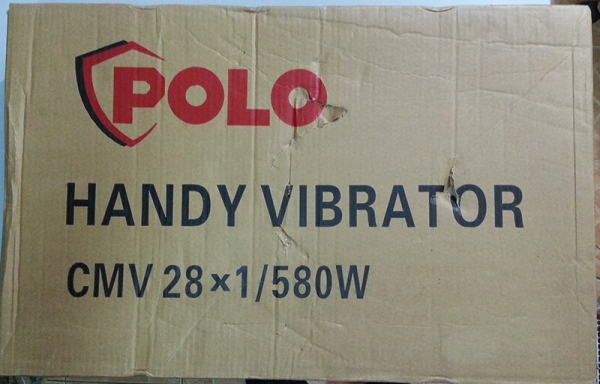 POLO
HANDY VIBRATOR
CMV 28×1/580W